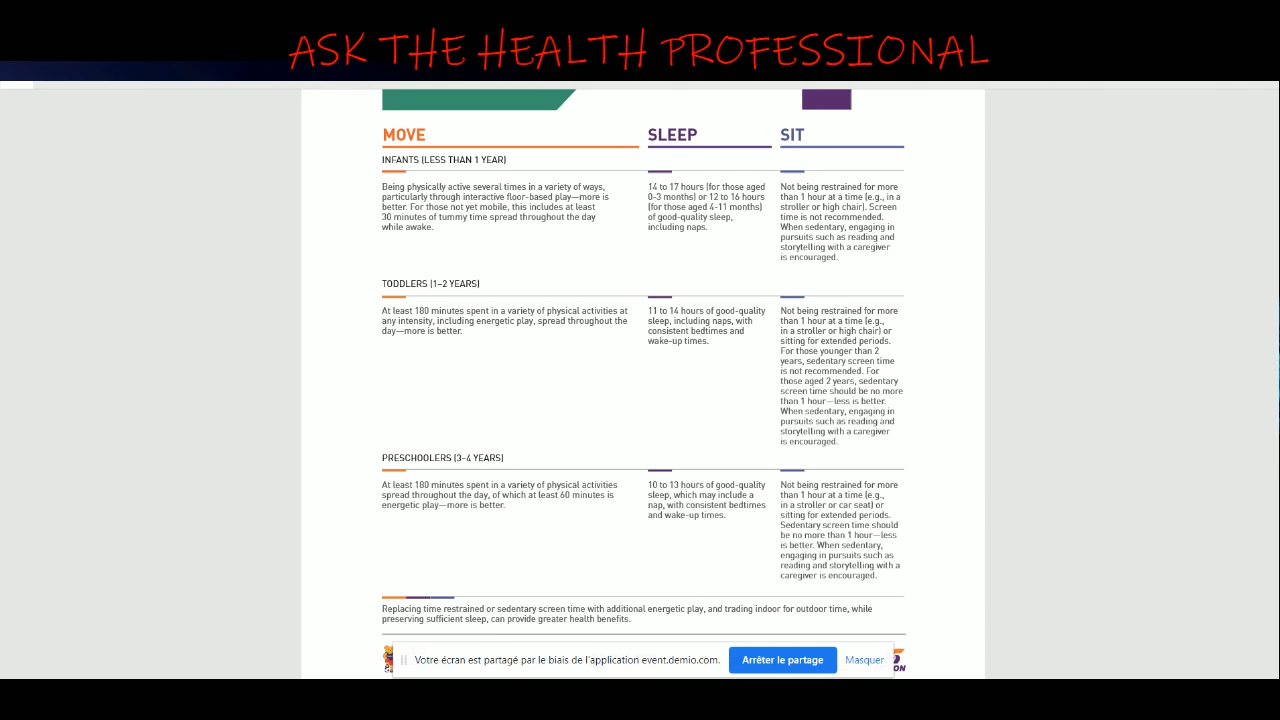 ASK THE HEALTH PROFESSIONAL
MOVE
INFANTS (LESS THAN 1 YEAR)
Being physically active several times in a variety of ways,
particularly through interactive floor-based play—more is
better. For those not yet mobile, this includes at least
30 minutes of tummy time spread throughout the day
while awake.
SLEEP
14 to 17 hours (for those aged
0-3 months) or 12 to 16 hours
(for those aged 4-11 months)
of good-quality sleep,
including naps.
SIT
Not being restrained for more
than 1 hour at a time (e.g., in a
stroller or high chair). Screen
time is not recommended.
When sedentary, engaging in
pursuits such as reading and
storytelling with a caregiver
is encouraged.
TODDLERS (1–2 YEARS)
At least 180 minutes spent in a variety of physical activities at
any intensity, including energetic play, spread throughout the
day—more is better.
11 to 14 hours of good-quality
sleep, including naps, with
consistent bedtimes and
wake-up times.
Not being restrained for more
than 1 hour at a time (e.g.,
in a stroller or high chair) or
sitting for extended periods.
For those younger than 2
years, sedentary screen time
is not recommended. For
those aged 2 years, sedentary
screen time should be no more
than 1 hour—less is better.
When sedentary, engaging in
pursuits such as reading and
storytelling with a caregiver
is encouraged.
PRESCHOOLERS (3–4 YEARS)
At least 180 minutes spent in a variety of physical activities
spread throughout the day, of which at least 60 minutes is
energetic play—more is better.
10 to 13 hours of good-quality
sleep, which may include a
nap, with consistent bedtimes
and wake-up times.
Not being restrained for more
than 1 hour at a time (e.g.,
in a stroller or car seat) or
sitting for extended periods.
Sedentary screen time should
be no more than 1 hour—less
is better. When sedentary,
engaging in pursuits such as
reading and storytelling with a
caregiver is encouraged.
Replacing time restrained or sedentary screen time with additional energetic play, and trading indoor for outdoor time, while
preserving sufficient sleep, can provide greater health benefits.
Votre écran est partagé par le biais de l'application event.demio.com.
Arrêter le partage
Masquer